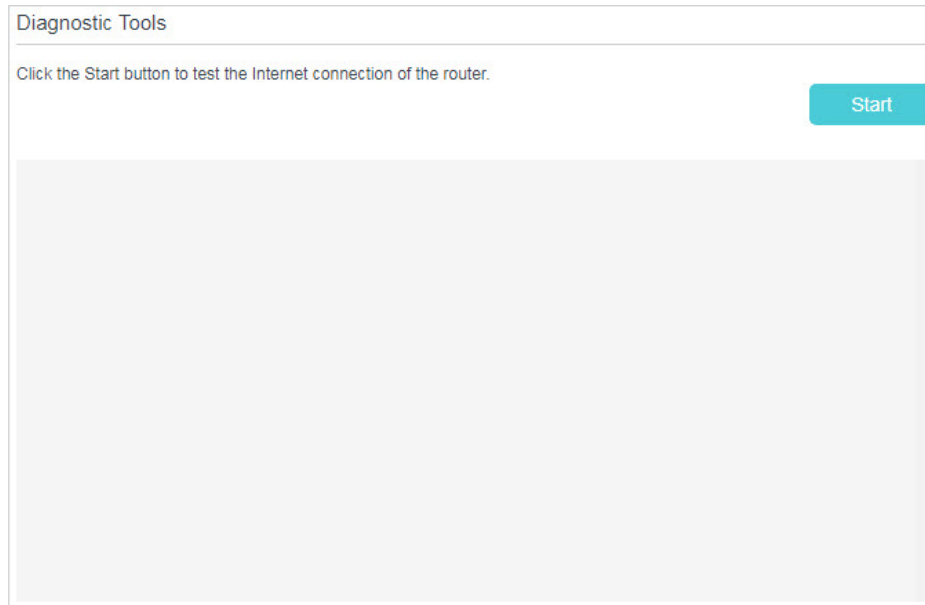 Diagnostic Tools
Click the Start button to test the Internet connection of the router.
Start